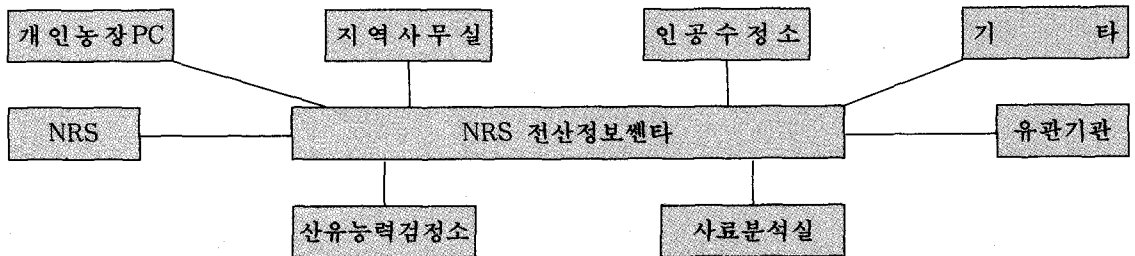 개인농장PC
지역사무실
인공수정소
기 타
NRS
NRS 전산정보쎈타
유관기관
산유능력검정소
사료분석실